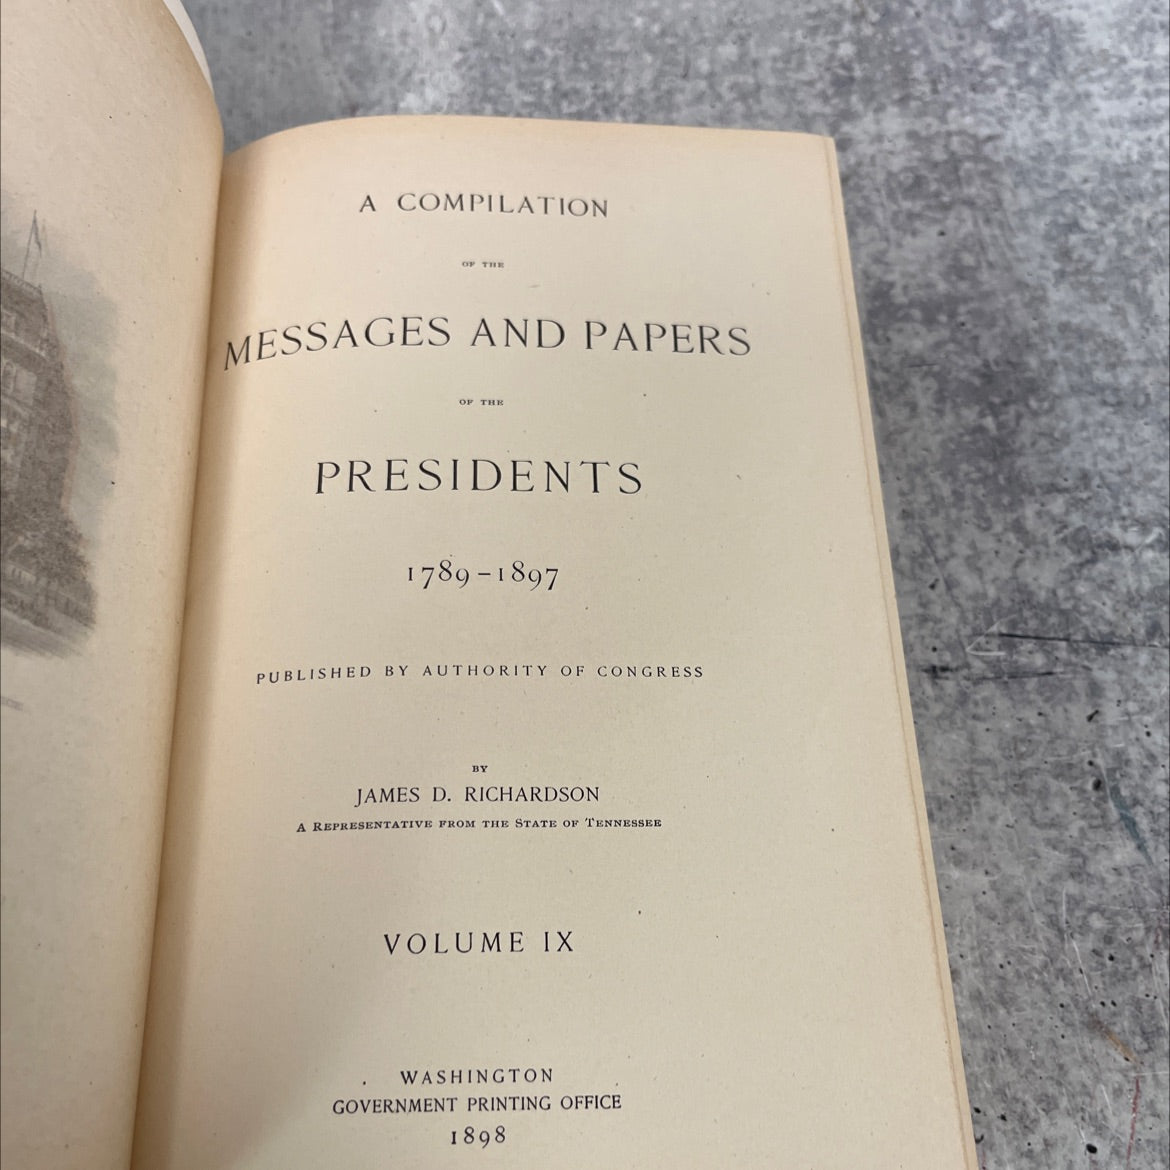 A COMPILATION
OF THE
MESSAGES AND PAPERS
OF THE
PRESIDENTS
1789–1897
PUBLISHED BY AUTHORITY OF CONGRESS
BY
JAMES D. RICHARDSON
A REPRESENTATIVE FROM THE STATE OF TENNESSEE
VOLUME IX
WASHINGTON
GOVERNMENT PRINTING OFFICE
1898